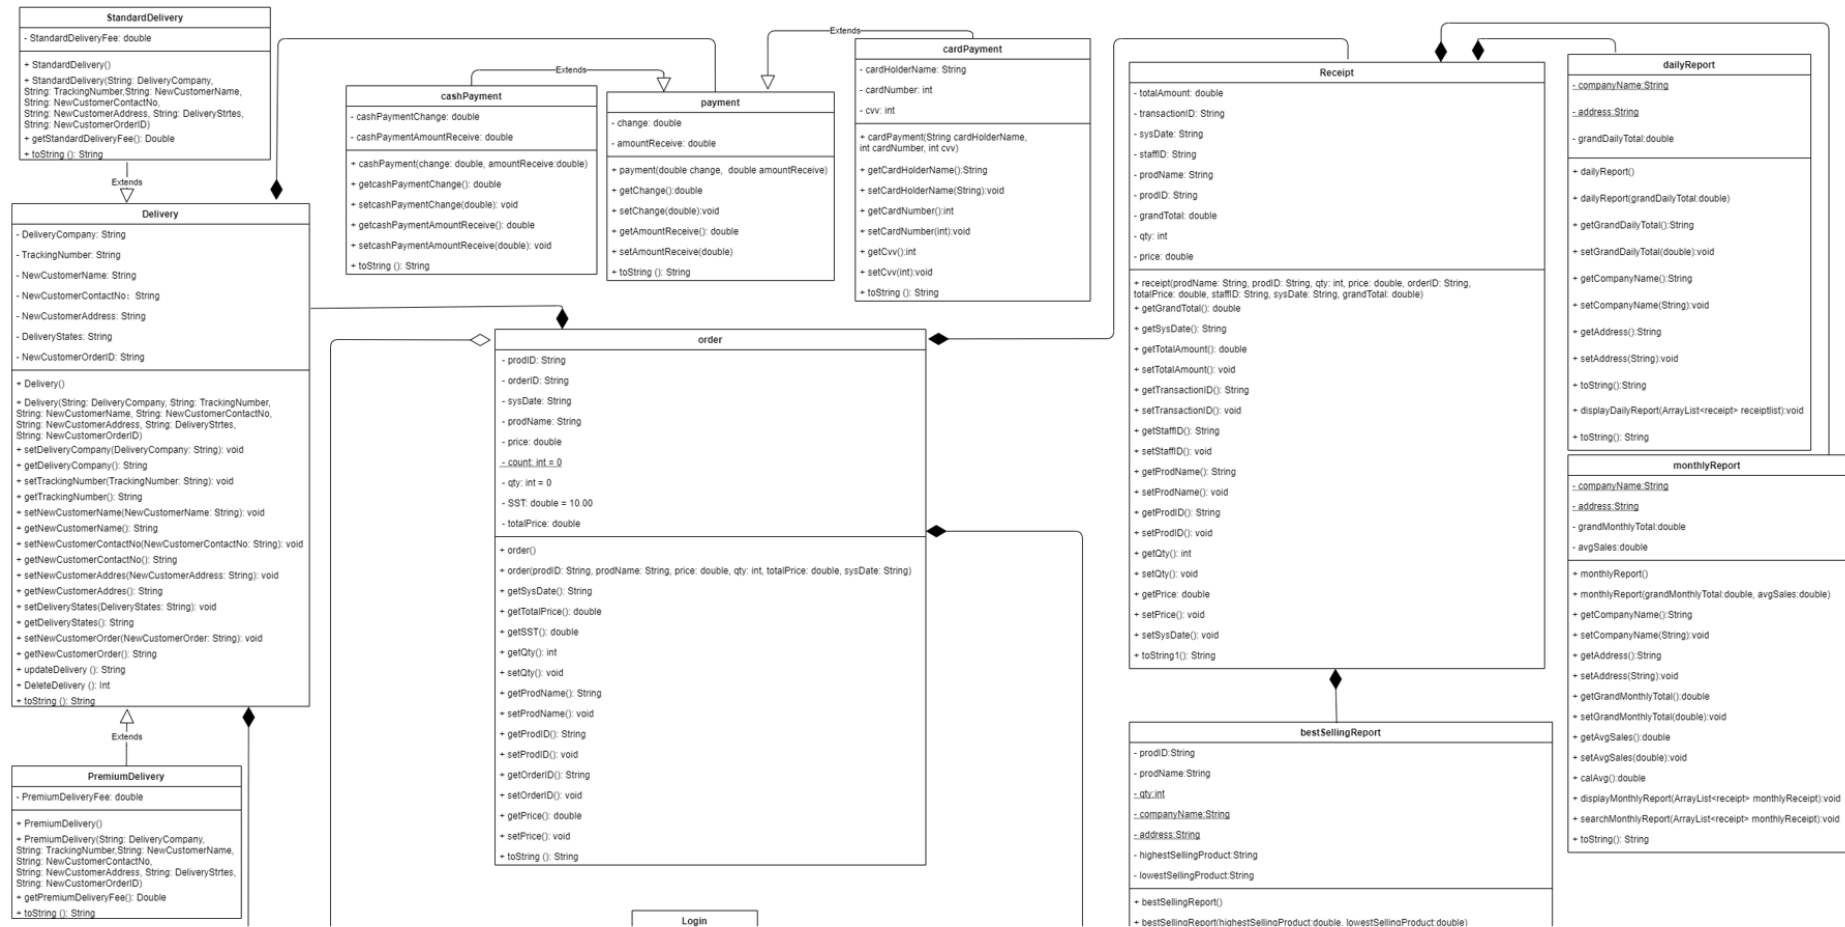 StandardDelivery
- StandardDeliveryFee: double
+ StandardDelivery()
+ StandardDelivery(String: DeliveryCompany,
String: TrackingNumber,String: NewCustomerName,
String: NewCustomerContactNo,
String: NewCustomerAddress, String: DeliveryStrtes,
String: NewCustomerOrderID)
+ getStandardDeliveryFee(): Double
+ toString (): String
Extends
Delivery
- DeliveryCompany: String
- TrackingNumber: String
- NewCustomerName: String
- NewCustomerContactNo: String
- NewCustomerAddress: String
- DeliveryStates: String
- NewCustomerOrderID: String
+ Delivery()
+ Delivery(String: DeliveryCompany, String: TrackingNumber,
String: NewCustomerName, String: NewCustomerContactNo,
String: NewCustomerAddress, String: DeliveryStrtes,
String: NewCustomerOrderID)
+ setDeliveryCompany(DeliveryCompany: String): void
+ getDeliveryCompany(): String
+ setTrackingNumber(TrackingNumber: String): void
+ getTrackingNumber(): String
+ setNewCustomerName(NewCustomerName: String): void
+ getNewCustomerName(): String
+ setNewCustomerContactNo(NewCustomerContactNo: String): void
+ getNewCustomerContactNo(): String
+ setNewCustomerAddres(NewCustomerAddress: String): void
+ getNewCustomerAddres(): String
+ setDeliveryStates(DeliveryStates: String): void
+ getDeliveryStates(): String
+ setNewCustomerOrder(NewCustomerOrder: String): void
+ getNewCustomerOrder(): String
+ updateDelivery (): String
+ DeleteDelivery (): Int
+ toString (): String
Extends
PremiumDelivery
- PremiumDeliveryFee: double
+ PremiumDelivery()
+ PremiumDelivery(String: DeliveryCompany,
String: TrackingNumber,String: NewCustomerName,
String: NewCustomerContactNo,
String: NewCustomerAddress, String: DeliveryStrtes,
String: NewCustomerOrderID)
+ getPremiumDeliveryFee(): Double
+ toString (): String
cashPayment
- cashPaymentChange: double
- cashPaymentAmountReceive: double
+ cashPayment(change: double, amountReceive:double)
+ getcashPaymentChange(): double
+ setcashPaymentChange(double): void
+ getcashPaymentAmountReceive(): double
+ setcashPaymentAmountReceive(double): void
+ toString (): String
Extends
payment
- change: double
- amountReceive: double
+ payment(double change, double amountReceive)
+ getChange():double
+ setChange(double):void
+ getAmountReceive(): double
+ setAmountReceive(double)
+ toString (): String
Extends
cardPayment
- cardHolderName: String
- cardNumber: int
- cvv: int
+ cardPayment(String cardHolderName,
int cardNumber, int cvv)
+ getCardHolderName():String
+ setCardHolderName(String):void
+ getCardNumber():int
+ setCardNumber(int):void
+ getCvv():int
+ setCvv(int):void
+ toString (): String
order
- prodID: String
- orderID: String
- sysDate: String
- prodName: String
- price: double
- count: int = 0
- qty: int = 0
- SST: double = 10.00
- totalPrice: double
+ order()
+ order(prodID: String, prodName: String, price: double, qty: int, totalPrice: double, sysDate: String)
+ getSysDate(): String
+ getTotalPrice(): double
+ getSST(): double
+ getQty(): int
+ setQty(): void
+ getProdName(): String
+ setProdName(): void
+ getProdID(): String
+ setProdID(): void
+ getOrderID(): String
+ setOrderID(): void
+ getPrice(): double
+ setPrice(): void
+ toString (): String
Login
Receipt
- totalAmount: double
- transactionID: String
- sysDate: String
- staffID: String
- prodName: String
- prodID: String
- grandTotal: double
- qty: int
- price: double
+ receipt(prodName: String, prodID: String, qty: int, price: double, orderID: String,
totalPrice: double, staffID: String, sysDate: String, grandTotal: double)
+ getGrandTotal(): double
+ getSysDate(): String
+ getTotalAmount(): double
+ setTotalAmount(): void
+ getTransactionID(): String
+ setTransactionID(): void
+ getStaffID(): String
+ setStaffID(): void
+ getProdName(): String
+ setProdName(): void
+ getProdID(): String
+ setProdID(): void
+ getQty(): int
+ setQty(): void
+ getPrice: double
+ setPrice(): void
+ setSysDate(): void
+ toString1(): String
bestSellingReport
- prodID:String
- prodName:String
- qty:int
- companyName:String
- address:String
- highestSellingProduct:String
- lowestSellingProduct:String
+ bestSellingReport()
+ bestSellingReport(highestSellingProduct:double, lowestSellingProduct:double)
dailyReport
- companyName:String
- address:String
- grandDailyTotal:double
+ dailyReport()
+ dailyReport(grandDailyTotal:double)
+ getGrandDailyTotal():String
+ setGrandDailyTotal(double):void
+ getCompanyName():String
+ setCompanyName(String):void
+ getAddress():String
+ setAddress(String):void
+ toString():String
+ displayDailyReport(ArrayList<receipt> receiptlist):void
+ toString(): String
monthlyReport
- companyName:String
- address:String
- grandMonthlyTotal:double
- avgSales:double
+ monthlyReport()
+ monthlyReport(grandMonthlyTotal:double, avgSales:double)
+ getCompanyName():String
+ setCompanyName(String):void
+ getAddress():String
+ setAddress(String):void
+ getGrandMonthlyTotal():double
+ setGrandMonthlyTotal(double):void
+ getAvgSales():double
+ setAvgSales(double):void
+ calAvg():double
+ displayMonthlyReport(ArrayList<receipt> monthlyReceipt):void
+ searchMonthlyReport(ArrayList<receipt> monthlyReceipt):void
+ toString(): String